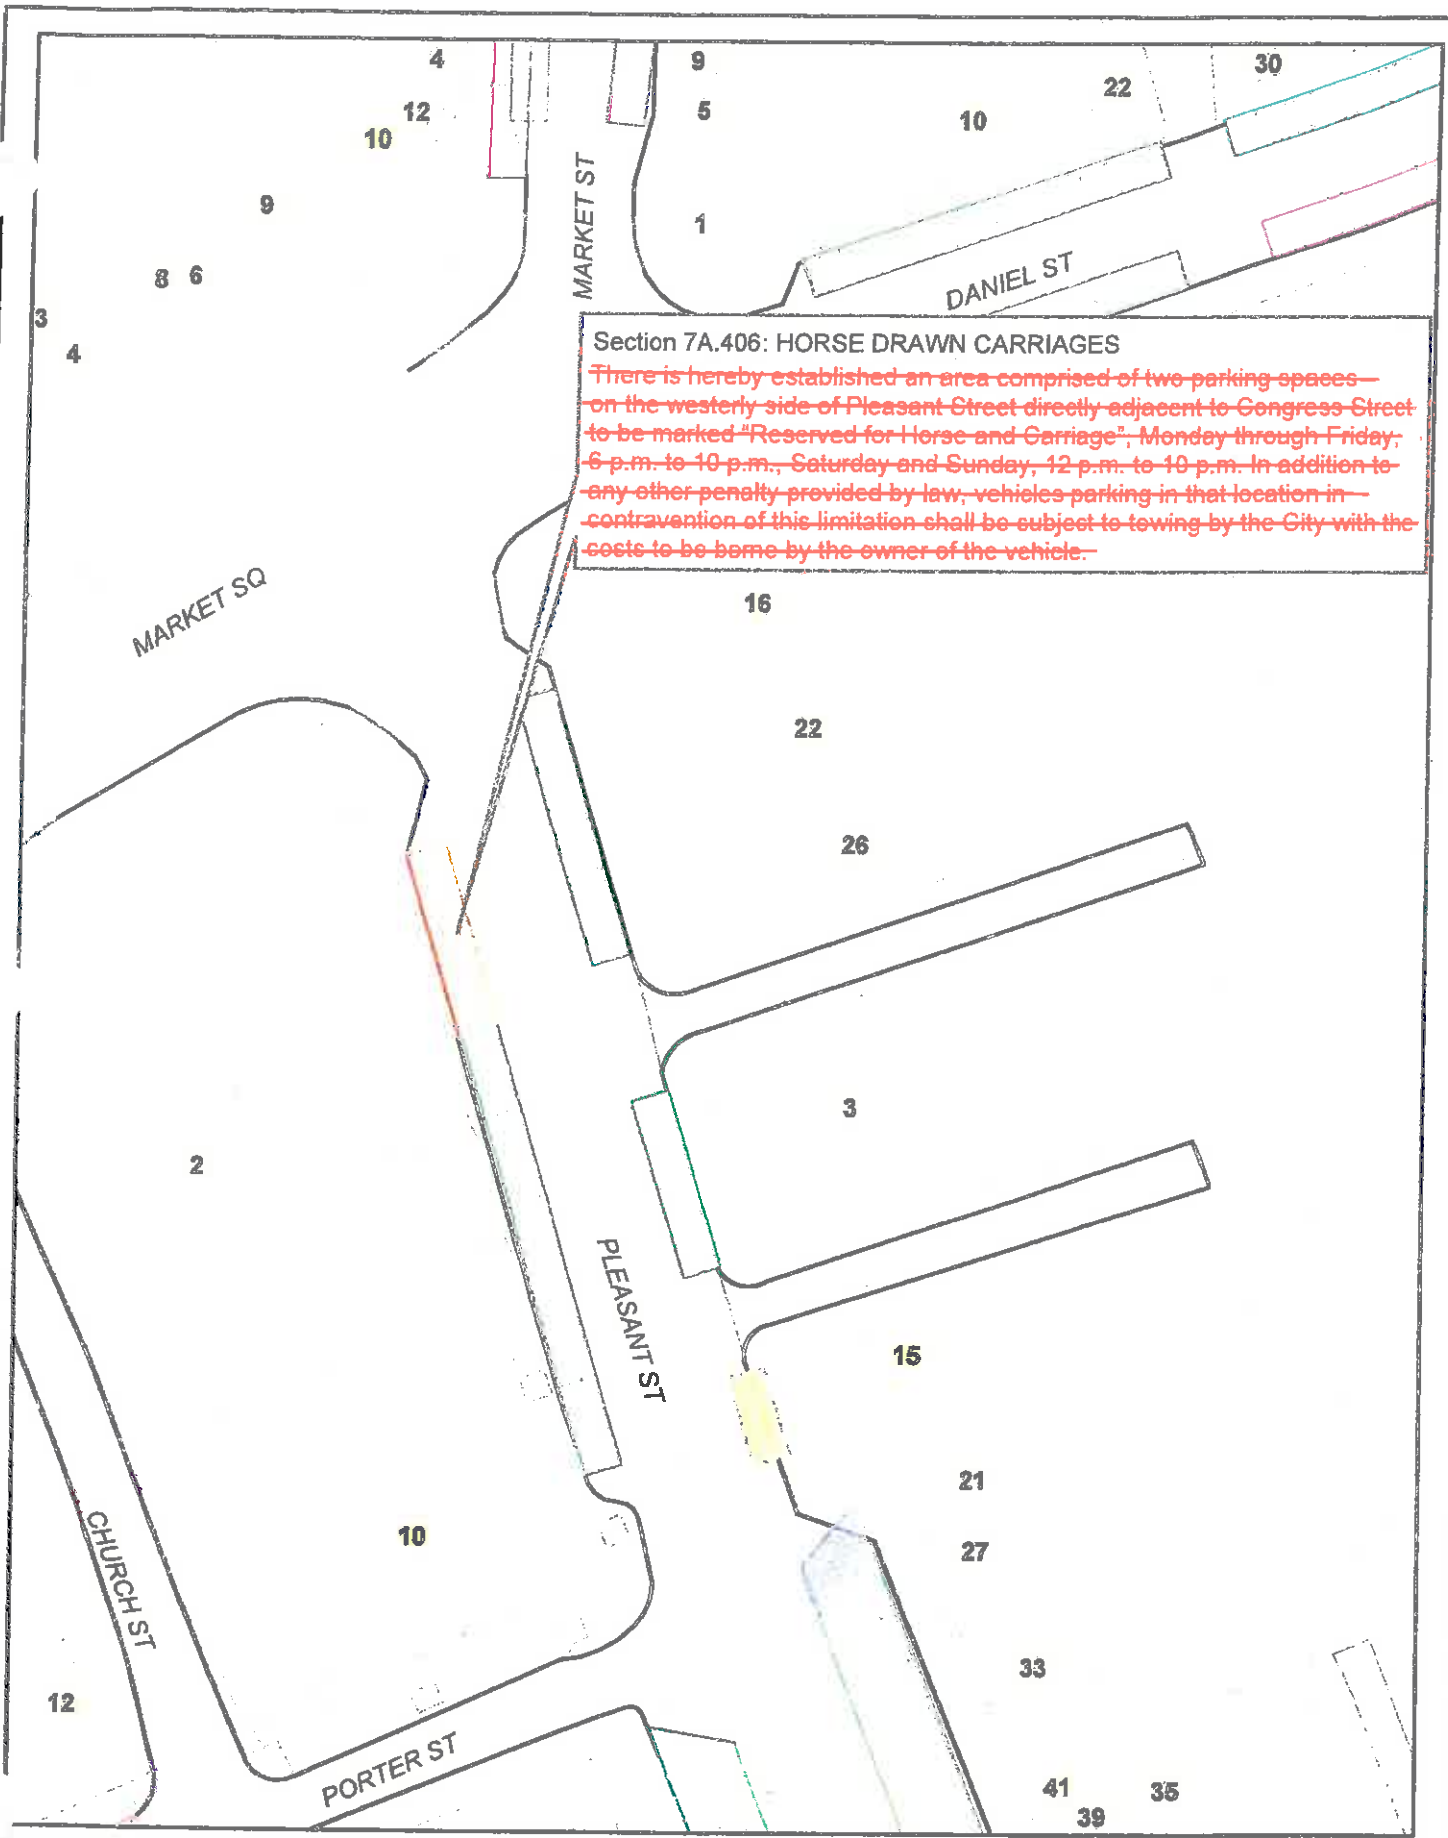 4
9
30
22
12
5
10
10
MARKET ST
9
1
8 6
DANIEL ST
3
4
Section 7A.406: HORSE DRAWN CARRIAGES
There is hereby established an area comprised of two parking spaces
on the westerly side of Pleasant Street directly adjacent to Congress Street
to be marked "Reserved for Horse and Carriage", Monday through Friday,
6 p.m. to 10 p.m., Saturday and Sunday, 12 p.m. to 10 p.m. In addition to
any other penalty provided by law, vehicles parking in that location in
contravention of this limitation shall be subject to towing by the City with the
costs to be borne by the owner of the vehicle.
MARKET SQ
16
22
26
3
2
PLEASANT ST
15
21
10
27
CHURCH ST
33
12
PORTER ST
41
35
39